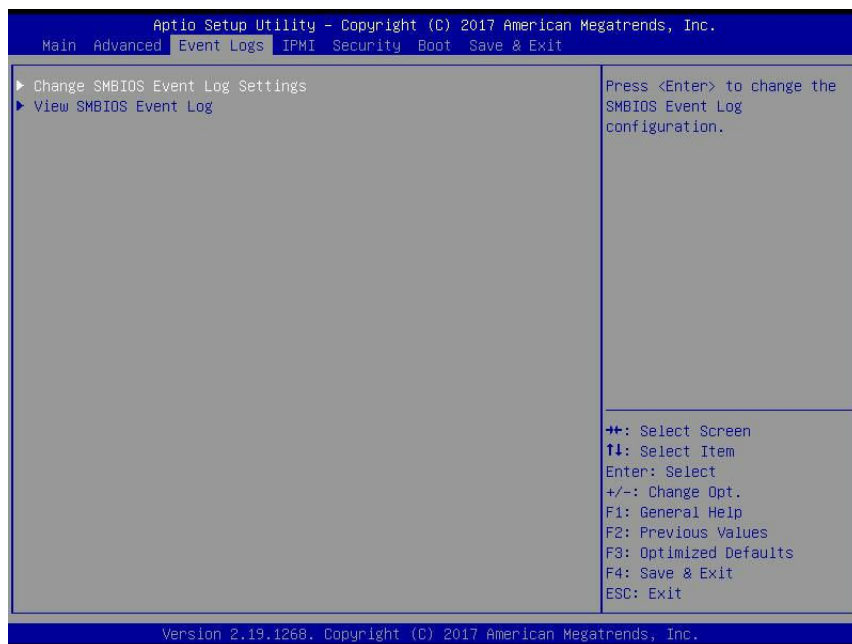 Aptio Setup Utility – Copyright (C) 2017 American Megatrends, Inc.
Main Advanced Event Logs IPMI Security Boot Save & Exit
▶ Change SMBIOS Event Log Settings
▶ View SMBIOS Event Log
Press <Enter> to change the
SMBIOS Event Log
configuration.
→←: Select Screen
↑↓: Select Item
Enter: Select
+/-: Change Opt.
F1: General Help
F2: Previous Values
F3: Optimized Defaults
F4: Save & Exit
ESC: Exit
Version 2.19.1268. Copyright (C) 2017 American Megatrends, Inc.